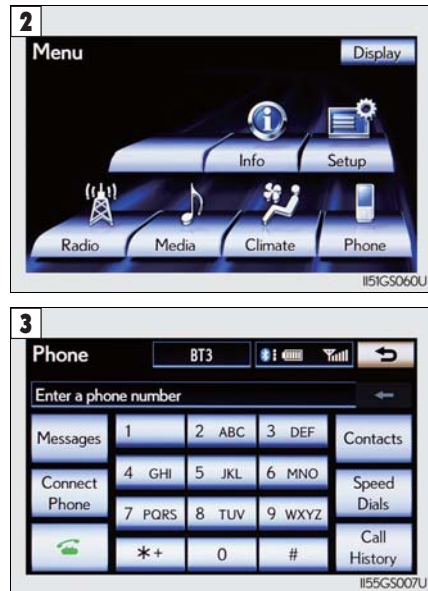 2
Menu Display
Info Setup
Radio Media Climate Phone
II51GS060U
3
Phone BT3
Enter a phone number
Messages 1 2 ABC 3 DEF Contacts
Connect Phone 4 GHI 5 JKL 6 MNO Speed Dials
7 PQRS 8 TUV 9 WXYZ
*+ 0 # Call History
II55GS007U